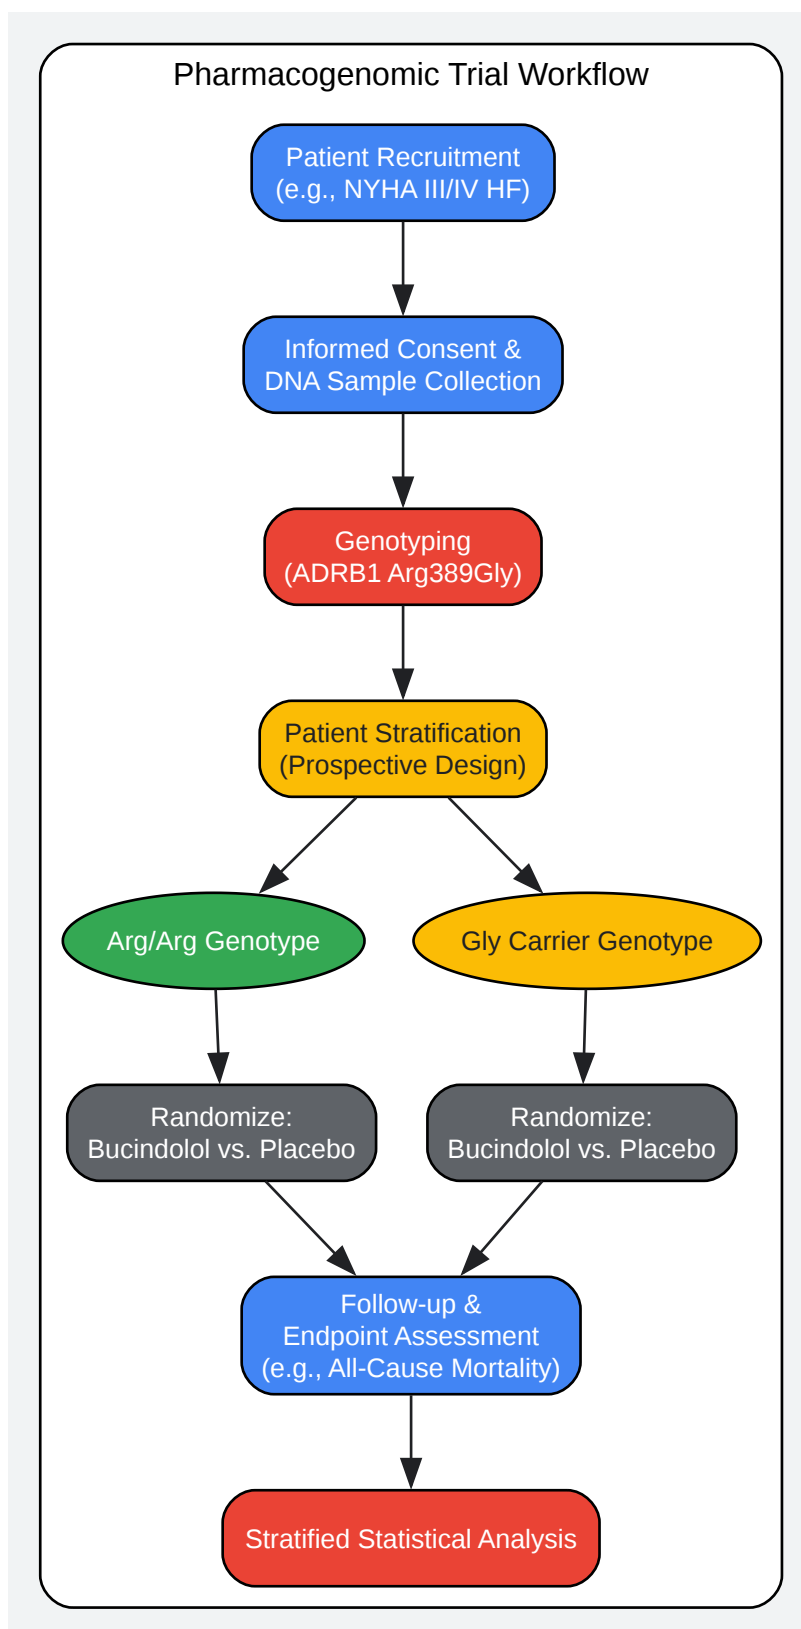 Pharmacogenomic Trial Workflow
Patient Recruitment
(e.g., NYHA III/IV HF)
Informed Consent &
DNA Sample Collection
Genotyping
(ADRB1 Arg389Gly)
Patient Stratification
(Prospective Design)
Arg/Arg Genotype
Gly Carrier Genotype
Randomize:
Bucindolol vs. Placebo
Randomize:
Bucindolol vs. Placebo
Follow-up &
Endpoint Assessment
(e.g., All-Cause Mortality)
Stratified Statistical Analysis